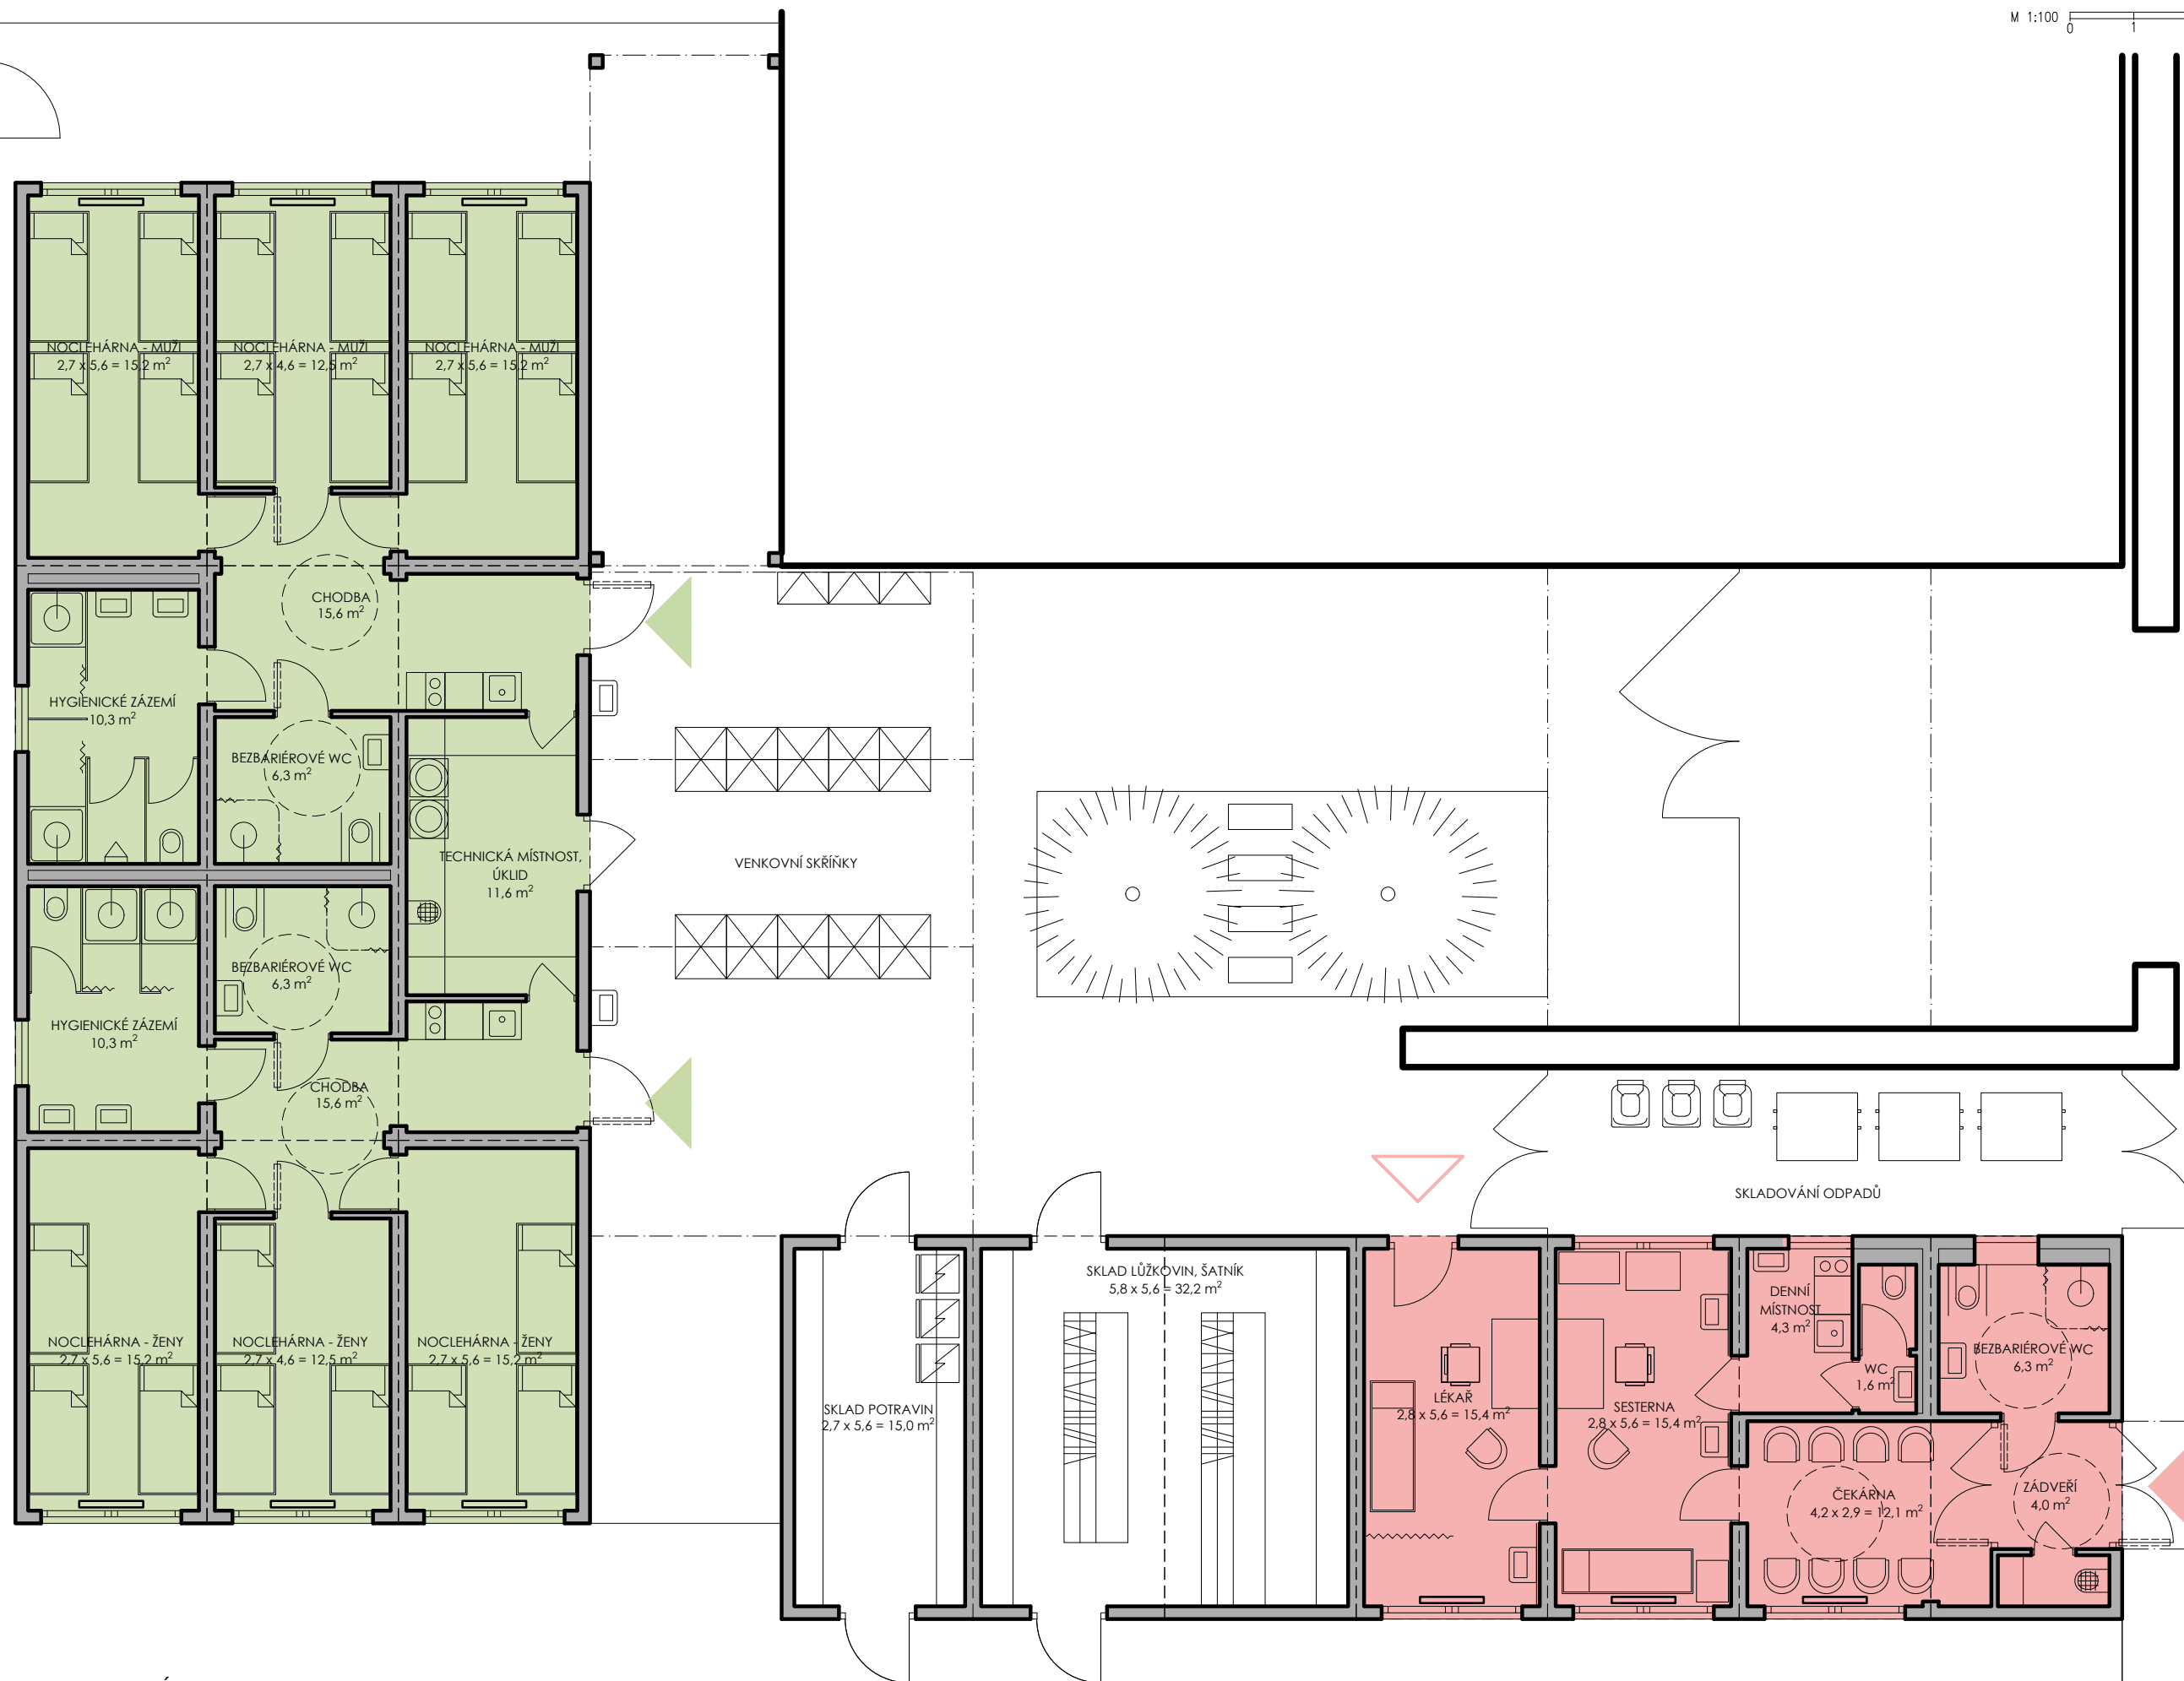 M 1:100
0
1
NOCLEHÁRNA - MUŽI
2,7 x 5,6 = 15,2 m²
NOCLEHÁRNA - MUŽI
2,7 x 4,6 = 12,5 m²
NOCLEHÁRNA - MUŽI
2,7 x 5,6 = 15,2 m²
CHODBA
15,6 m²
HYGIENICKÉ ZÁZEMÍ
10,3 m²
BEZBARIÉROVÉ WC
6,3 m²
TECHNICKÁ MÍSTNOST,
ÚKLID
11,6 m²
VENKOVNÍ SKŘÍŇKY
BEZBARIÉROVÉ WC
6,3 m²
HYGIENICKÉ ZÁZEMÍ
10,3 m²
CHODBA
15,6 m²
SKLADOVÁNÍ ODPADŮ
NOCLEHÁRNA - ŽENY
2,7 x 5,6 = 15,2 m²
NOCLEHÁRNA - ŽENY
2,7 x 4,6 = 12,5 m²
NOCLEHÁRNA - ŽENY
2,7 x 5,6 = 15,2 m²
SKLAD POTRAVIN
2,7 x 5,6 = 15,0 m²
SKLAD LŮŽKOVIN, ŠATNÍK
5,8 x 5,6 = 32,2 m²
LÉKAŘ
2,8 x 5,6 = 15,4 m²
SESTERNA
2,8 x 5,6 = 15,4 m²
DENNÍ
MÍSTNOST
4,3 m²
WC
1,6 m²
BEZBARIÉROVÉ WC
6,3 m²
ČEKÁRNA
4,2 x 2,9 = 12,1 m²
ZÁDVEŘÍ
4,0 m²